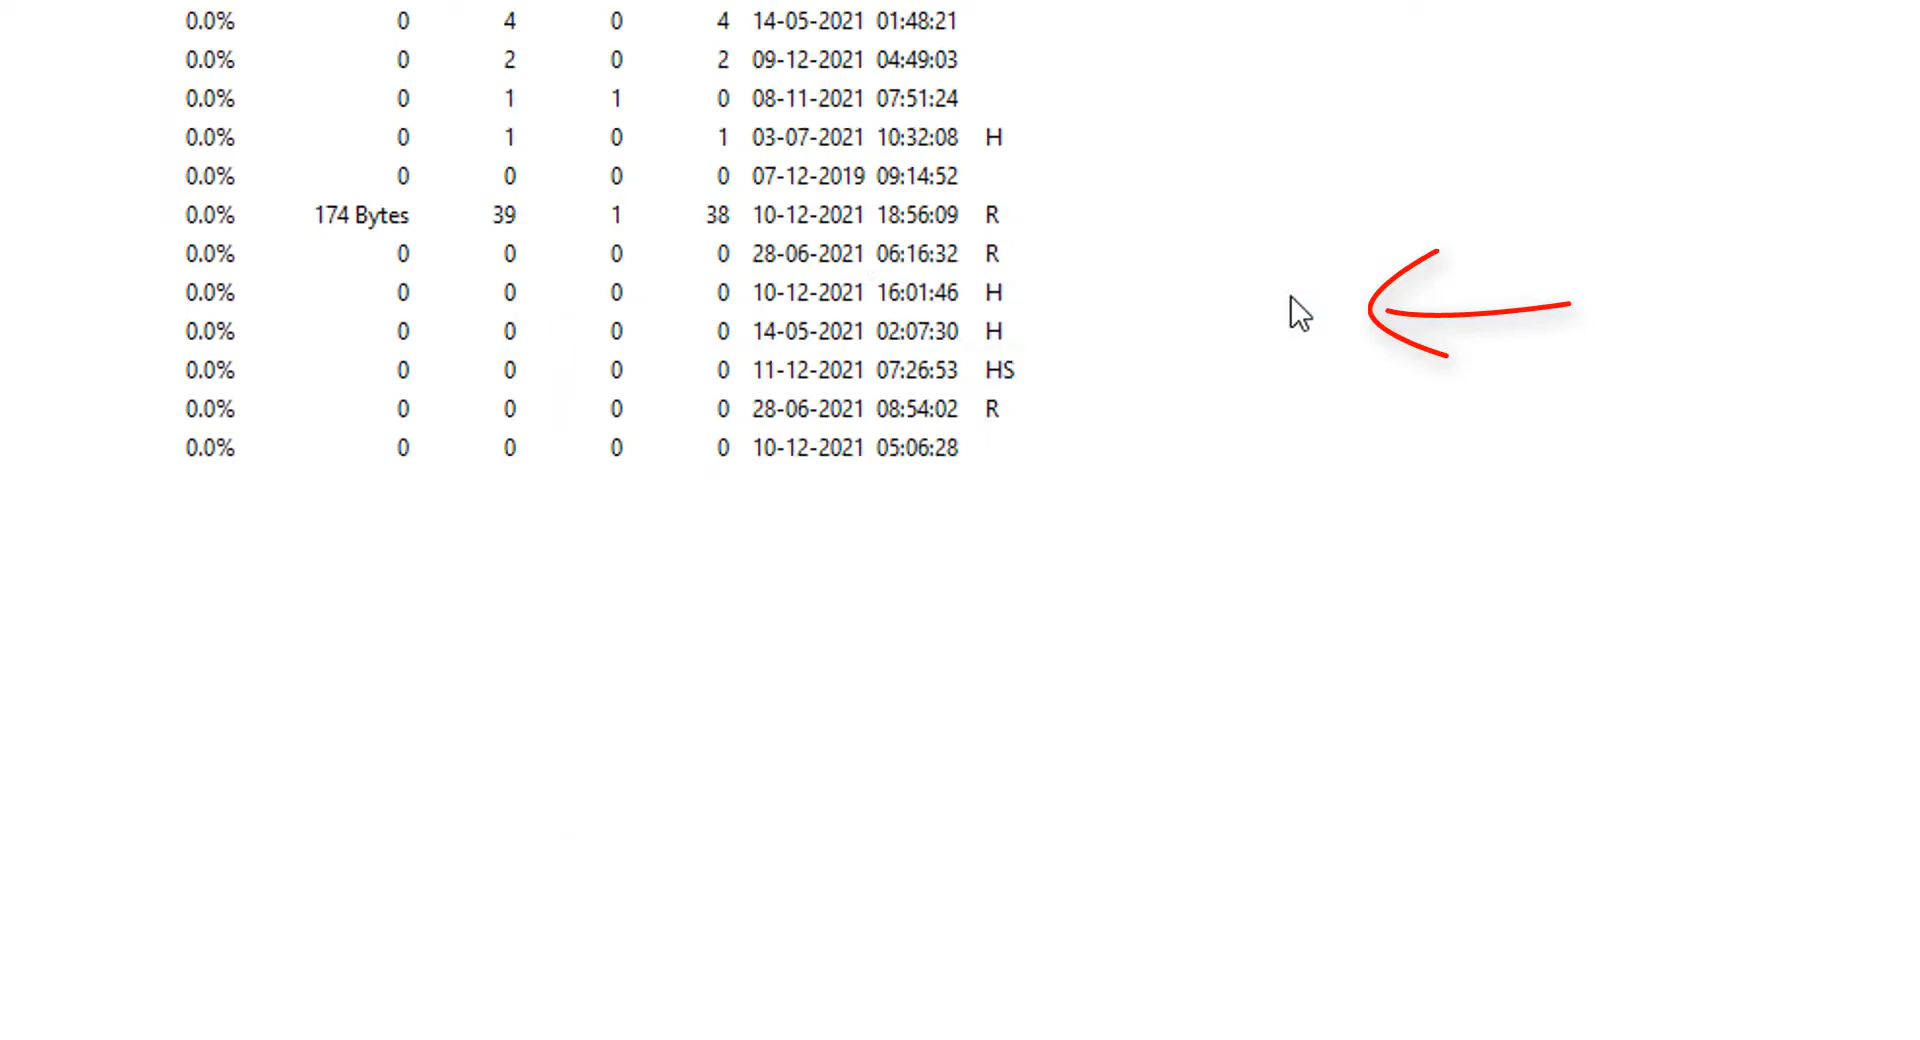 0.0% 0 4 0 4 14-05-2021 01:48:21
0.0% 0 2 0 2 09-12-2021 04:49:03
0.0% 0 1 1 0 08-11-2021 07:51:24
0.0% 0 1 0 1 03-07-2021 10:32:08 H
0.0% 0 0 0 0 07-12-2019 09:14:52
0.0% 174 Bytes 39 1 38 10-12-2021 18:56:09 R
0.0% 0 0 0 0 28-06-2021 06:16:32 R
0.0% 0 0 0 0 10-12-2021 16:01:46 H
0.0% 0 0 0 0 14-05-2021 02:07:30 H
0.0% 0 0 0 0 11-12-2021 07:26:53 HS
0.0% 0 0 0 0 28-06-2021 08:54:02 R
0.0% 0 0 0 0 10-12-2021 05:06:28